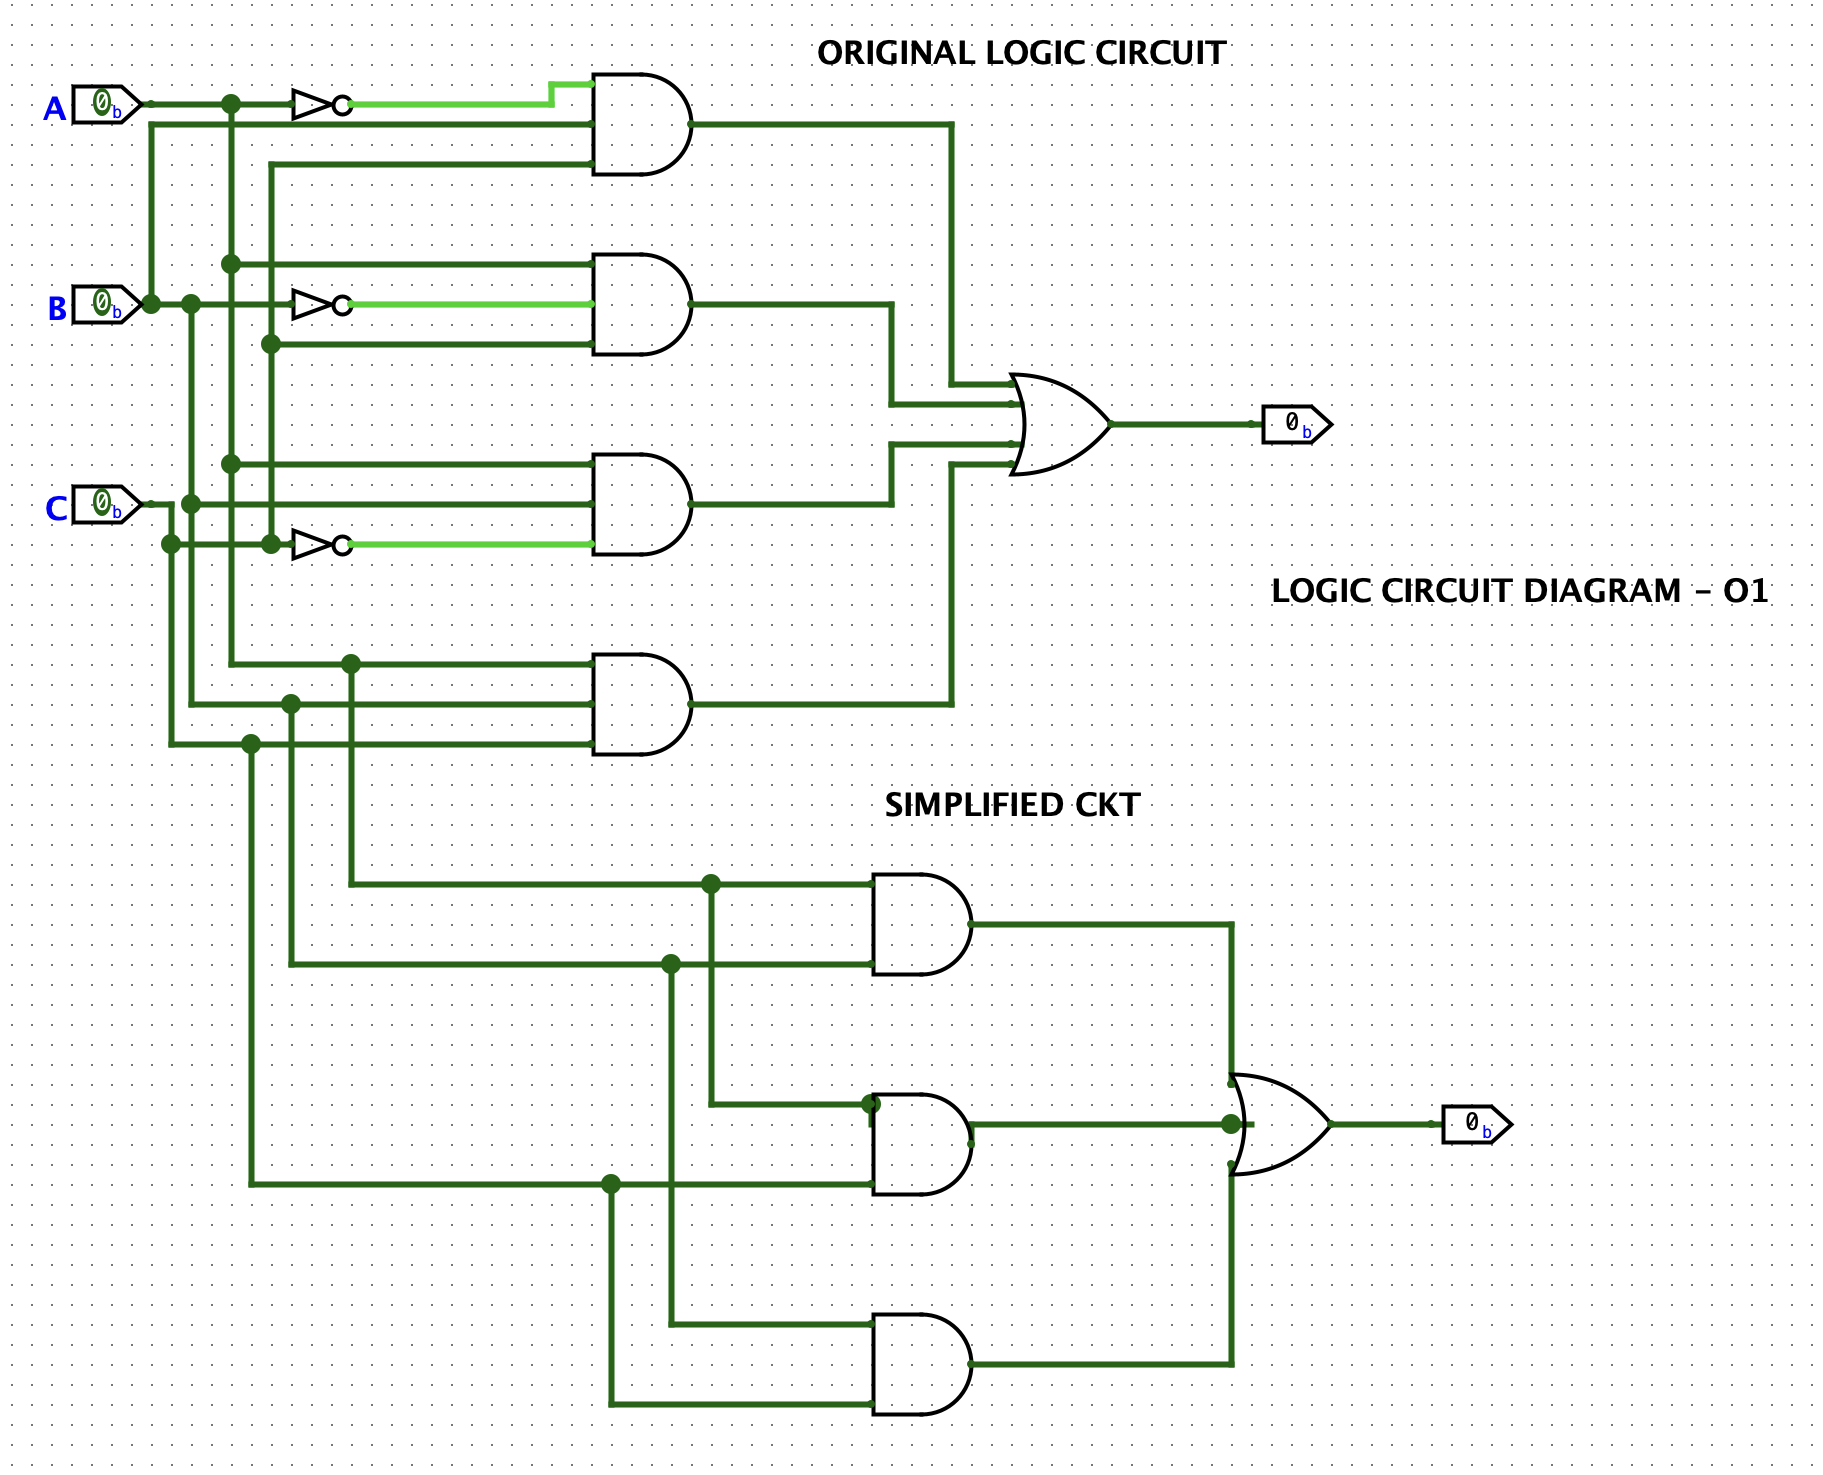 ORIGINAL LOGIC CIRCUIT
A 0b
B 0b
0b
C 0b
LOGIC CIRCUIT DIAGRAM - O1
SIMPLIFIED CKT
0b